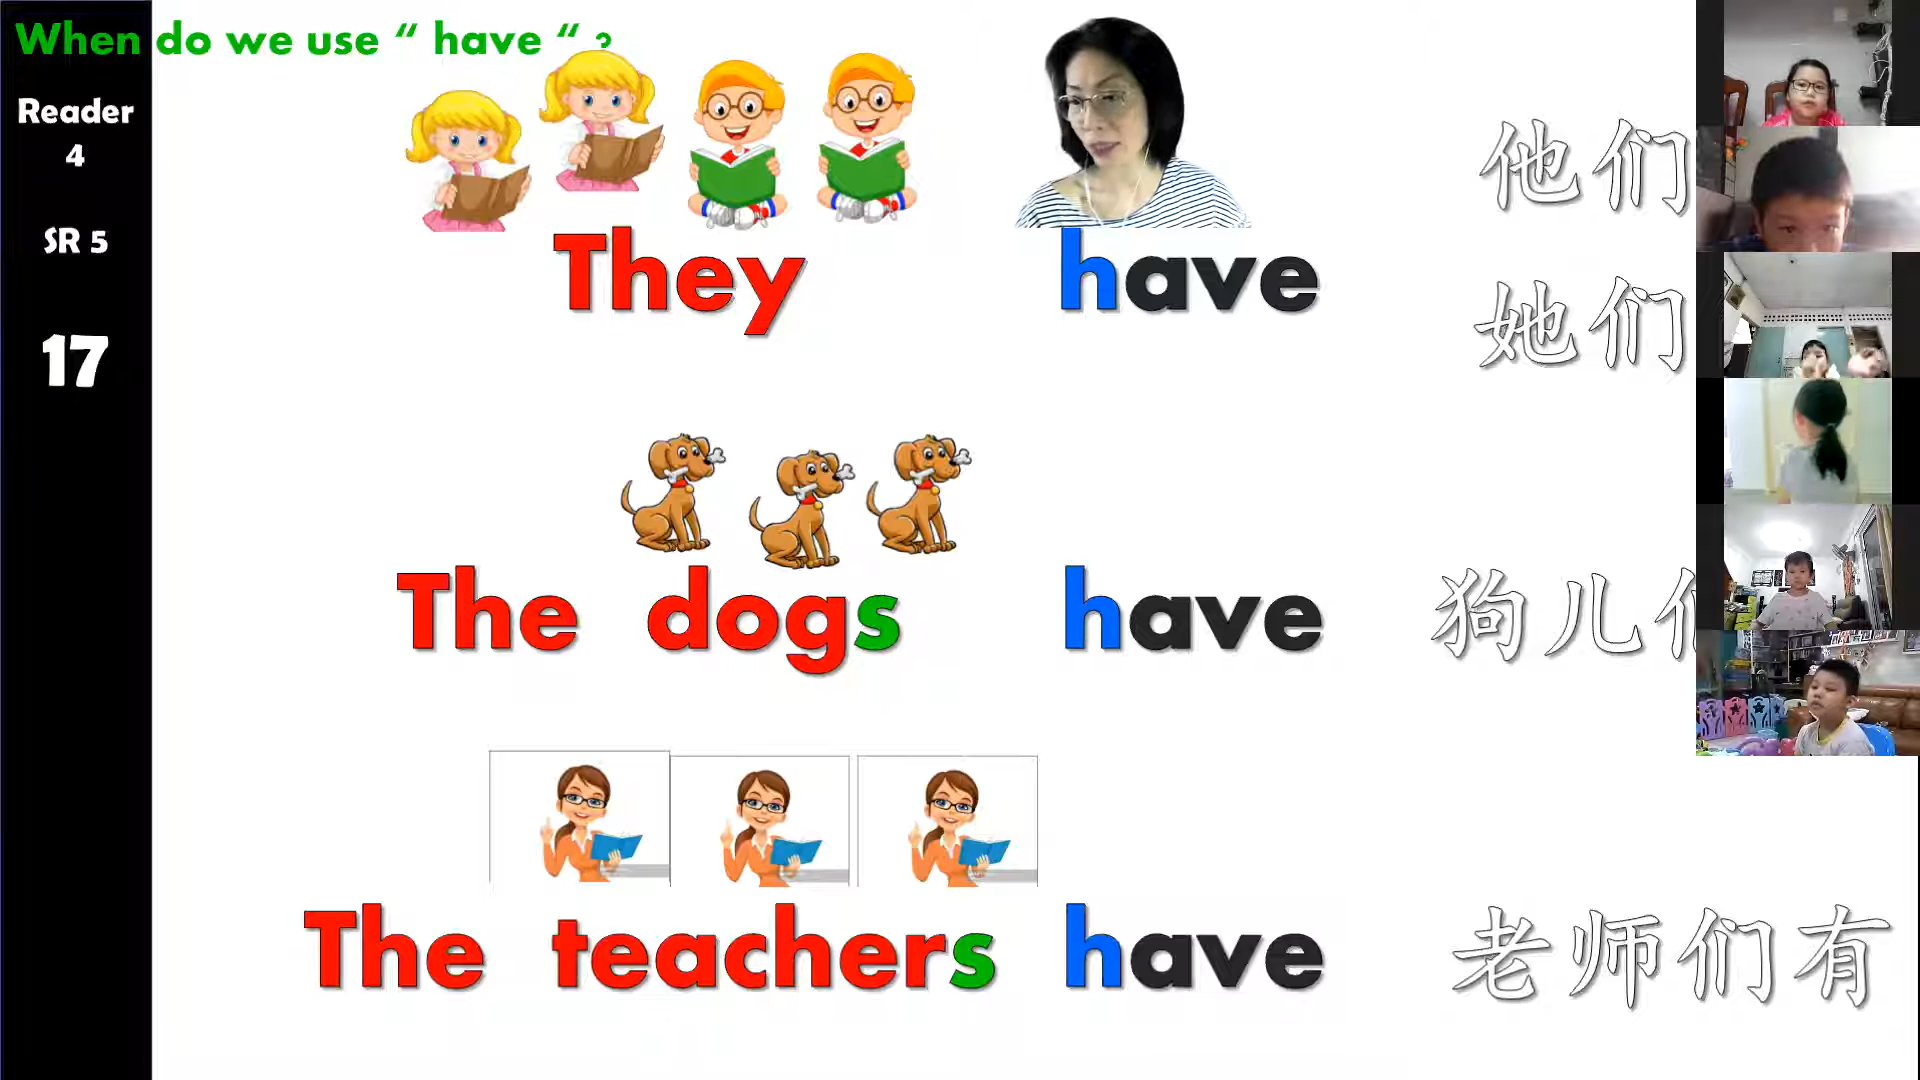 When do we use “ have “ ?
Reader
4
SR 5
17
They have 他们
她们
The dogs have 狗儿
The teachers have 老师们有